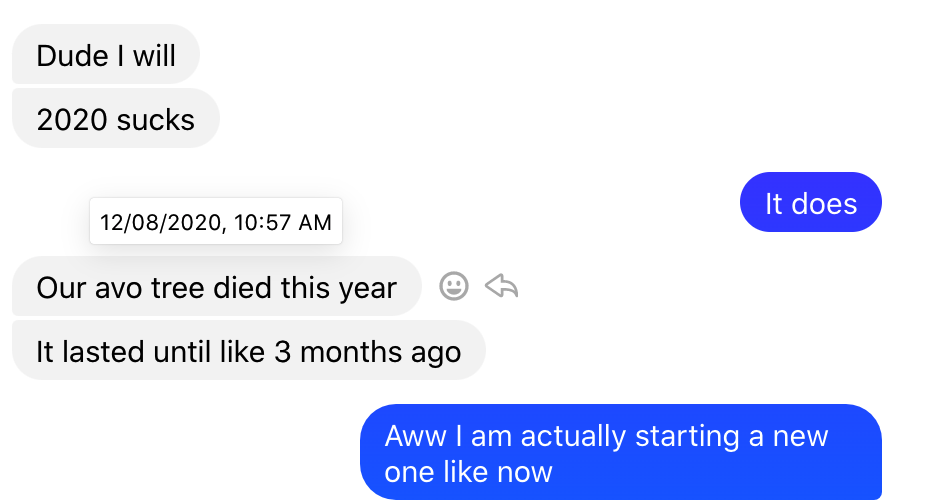 Dude I will
2020 sucks
It does
12/08/2020, 10:57 AM
Our avo tree died this year
It lasted until like 3 months ago
Aww I am actually starting a new
one like now